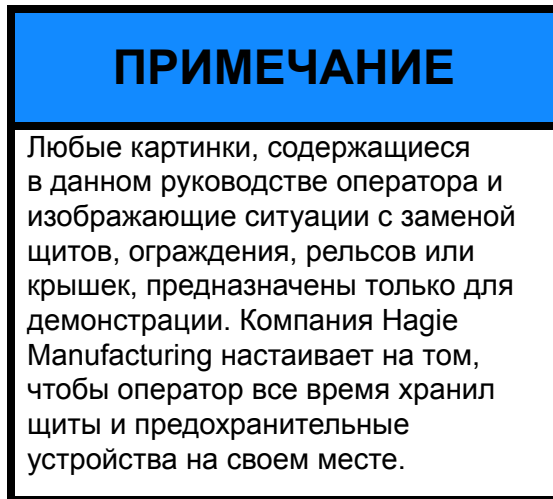 ПРИМЕЧАНИЕ
Любые картинки, содержащиеся
в данном руководстве оператора и
изображающие ситуации с заменой
щитов, ограждения, рельсов или
крышек, предназначены только для
демонстрации. Компания Hagie
Manufacturing настаивает на том,
чтобы оператор все время хранил
щиты и предохранительные
устройства на своем месте.